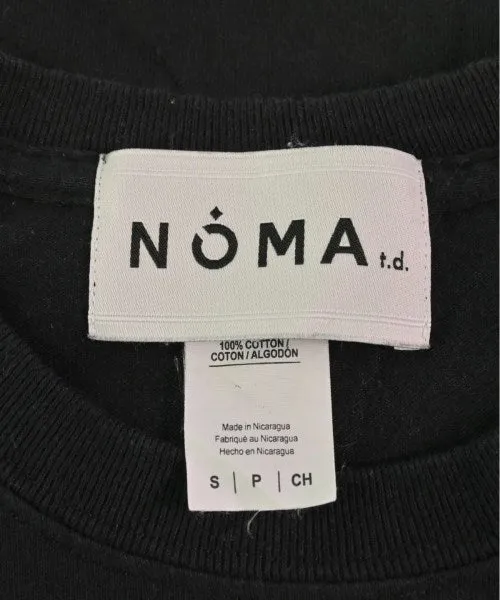 NOMA t.d.
100% COTTON /
COTON / ALGODÓN
Made in Nicaragua
Fabriqué au Nicaragua
Hecho en Nicaragua
S | P | CH